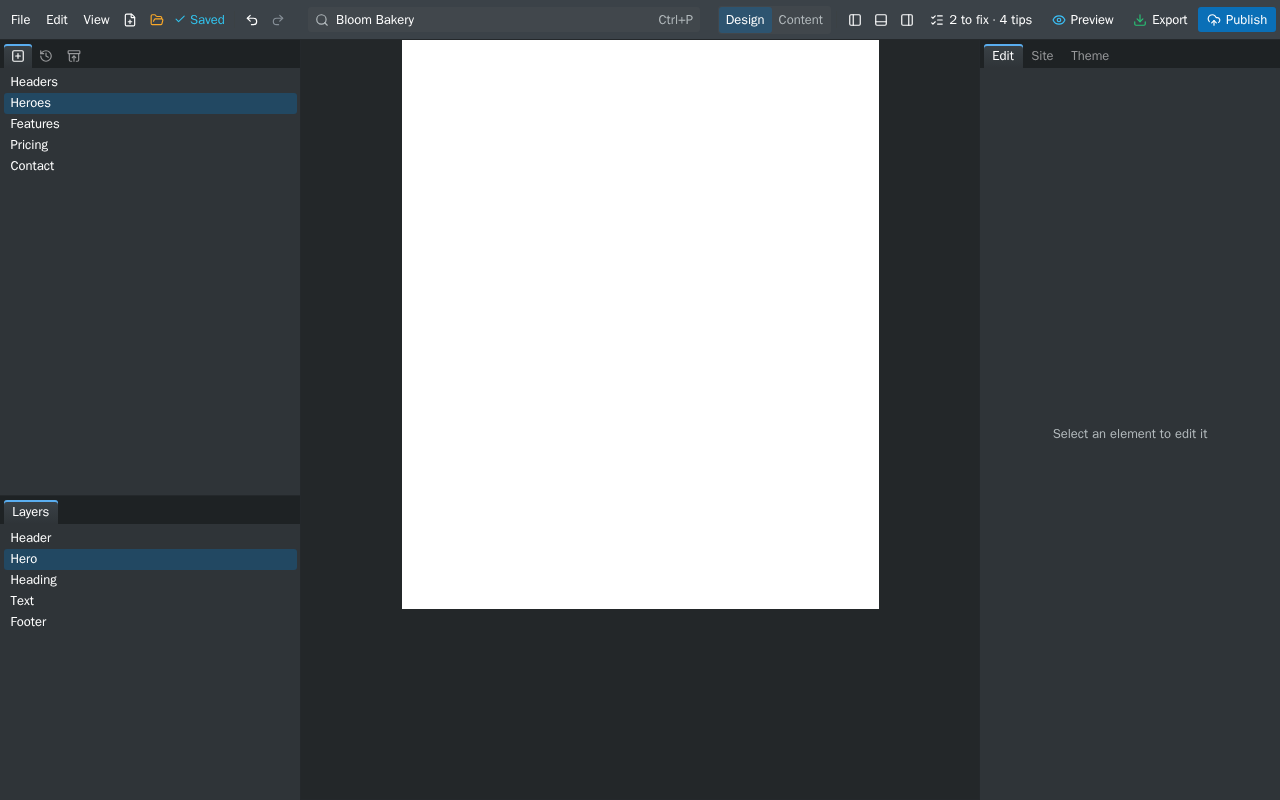 File Edit View Saved Bloom Bakery Ctrl+P Design Content 2 to fix · 4 tips Preview Export Publish
Headers
Heroes
Features
Pricing
Contact
Layers
Header
Hero
Heading
Text
Footer
Edit Site Theme
Select an element to edit it